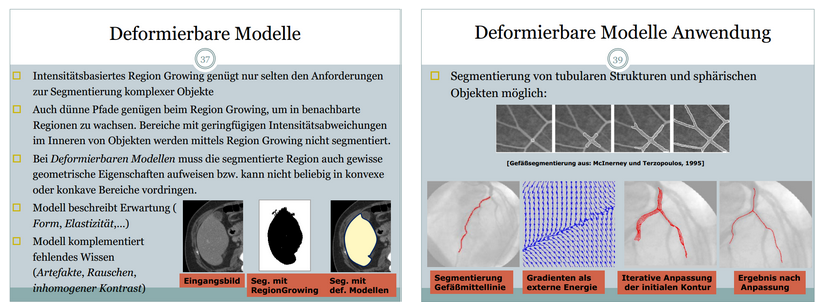 Deformierbare Modelle
37
Intensitätsbasiertes Region Growing genügt nur selten den Anforderungen
zur Segmentierung komplexer Objekte
Auch dünne Pfade genügen beim Region Growing, um in benachbarte
Regionen zu wachsen. Bereiche mit geringfügigen Intensitätsabweichungen
im Inneren von Objekten werden mittels Region Growing nicht segmentiert.
Bei Deformierbaren Modellen muss die segmentierte Region auch gewisse
geometrische Eigenschaften aufweisen bzw. kann nicht beliebig in konvexe
oder konkave Bereiche vordringen.
Modell beschreibt Erwartung (
Form, Elastizität,...)
Modell komplementiert
fehlendes Wissen
(Artefakte, Rauschen,
inhomogener Kontrast)
Eingangsbild
Seg. mit
RegionGrowing
Seg. mit
def. Modellen
Deformierbare Modelle Anwendung
39
Segmentierung von tubularen Strukturen und sphärischen
Objekten möglich:
[Gefäßsegmentierung aus: McInerney und Terzopoulos, 1995]
Segmentierung
Gefäßmittellinie
Gradienten als
externe Energie
Iterative Anpassung
der initialen Kontur
Ergebnis nach
Anpassung